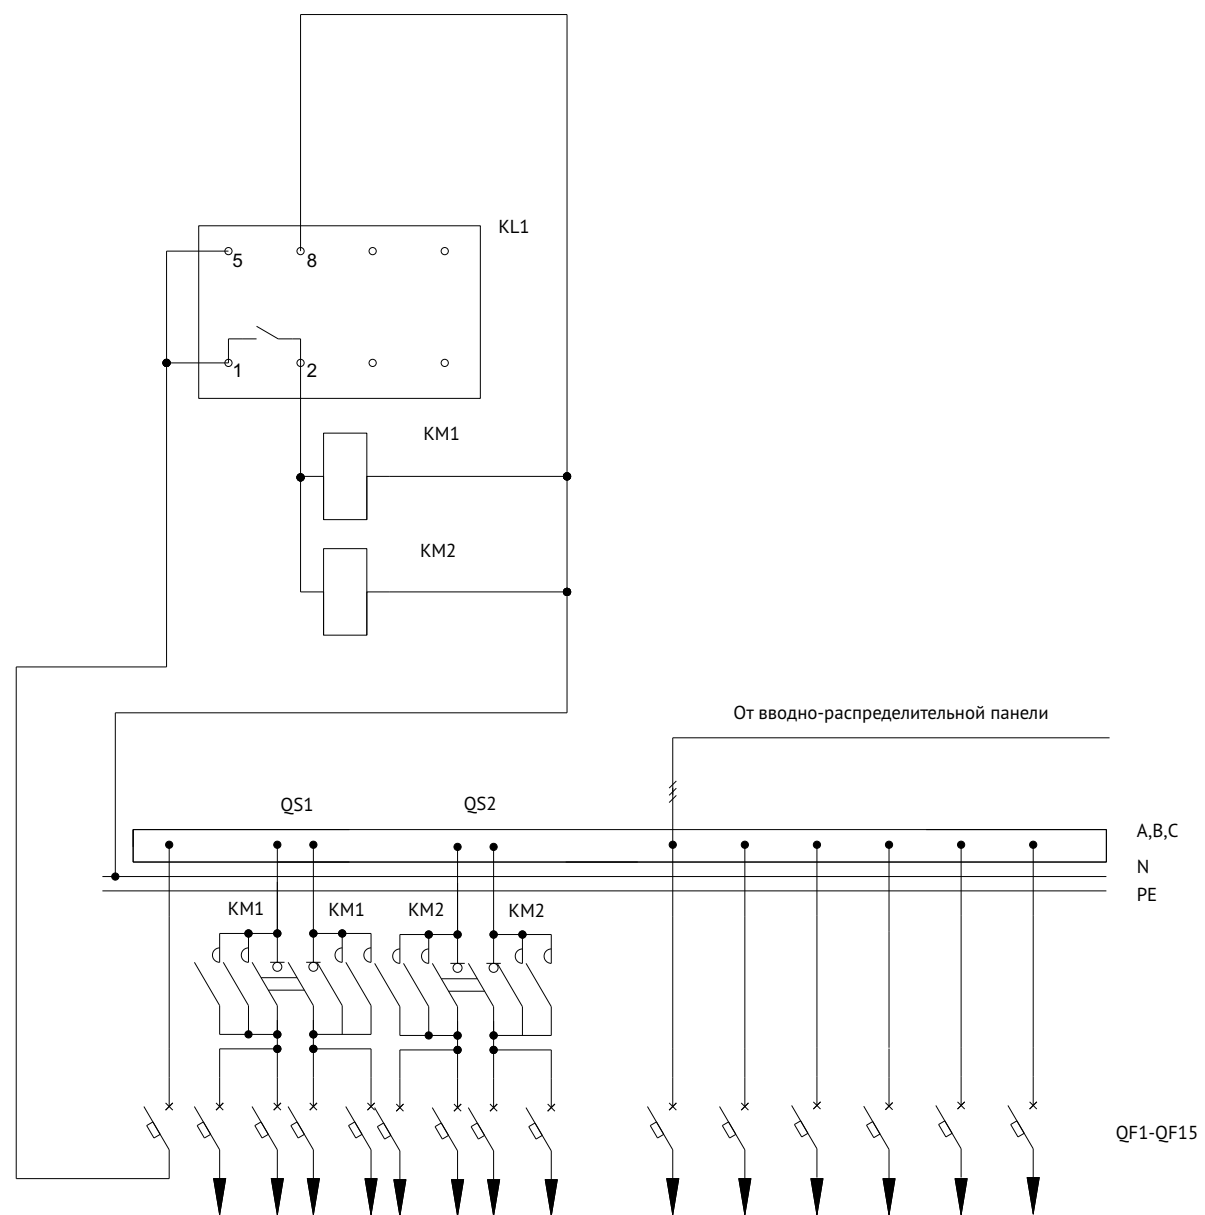 KL1
5
8
1
2
KM1
KM2
От вводно-распределительной панели
QS1
QS2
A,B,C
N
PE
KM1
KM1
KM2
KM2
QF1-QF15